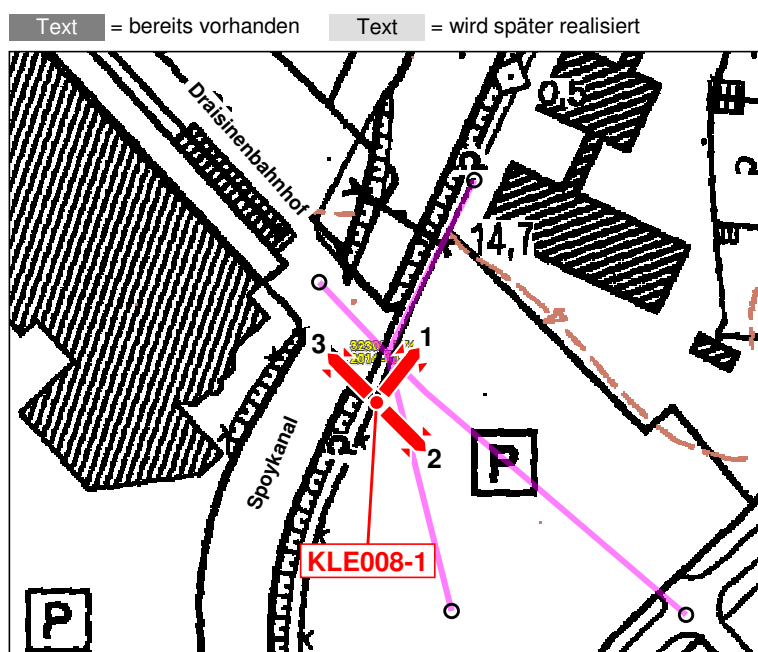 Text = bereits vorhanden Text = wird später realisiert
Draisinenbahnhof
0,5
14,7
3
1
2
P
Spoykanal
KLE008-1
P